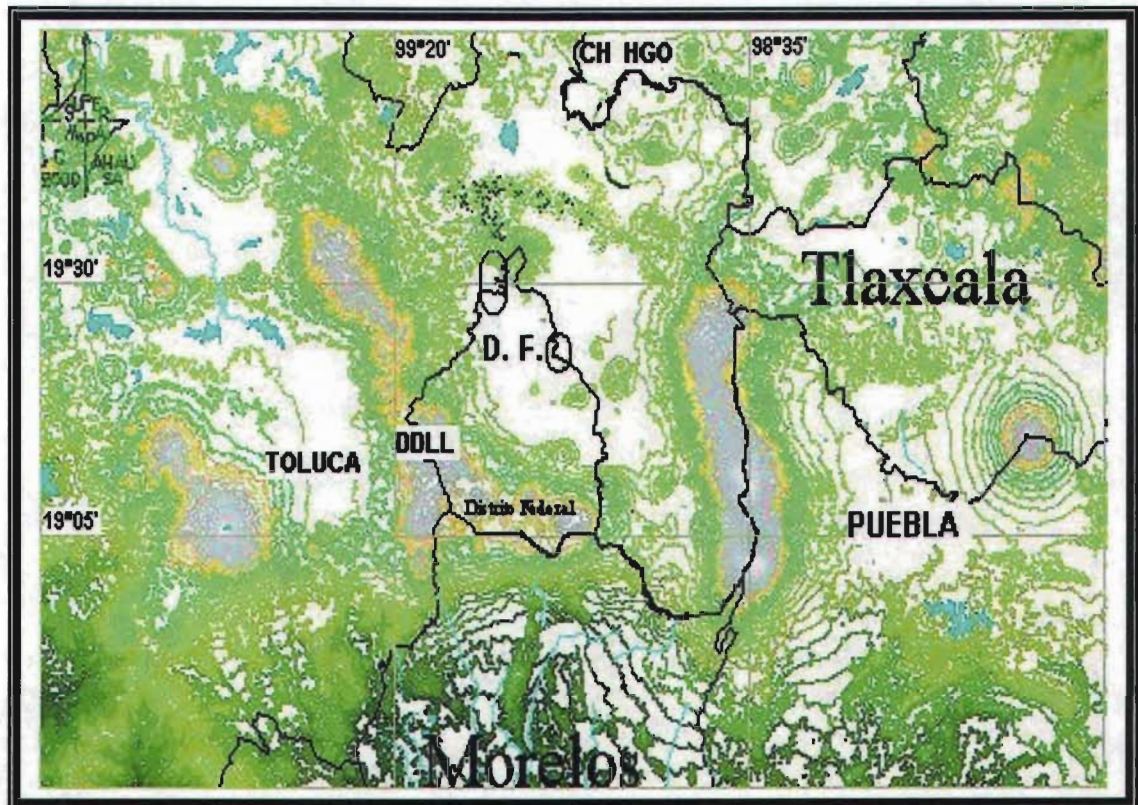 99°20'
98°35'
CH HGO
19°30'
Tlaxcala
D. F.
DDLL
TOLUCA
Distrito Federal
19°05'
PUEBLA
Morelos